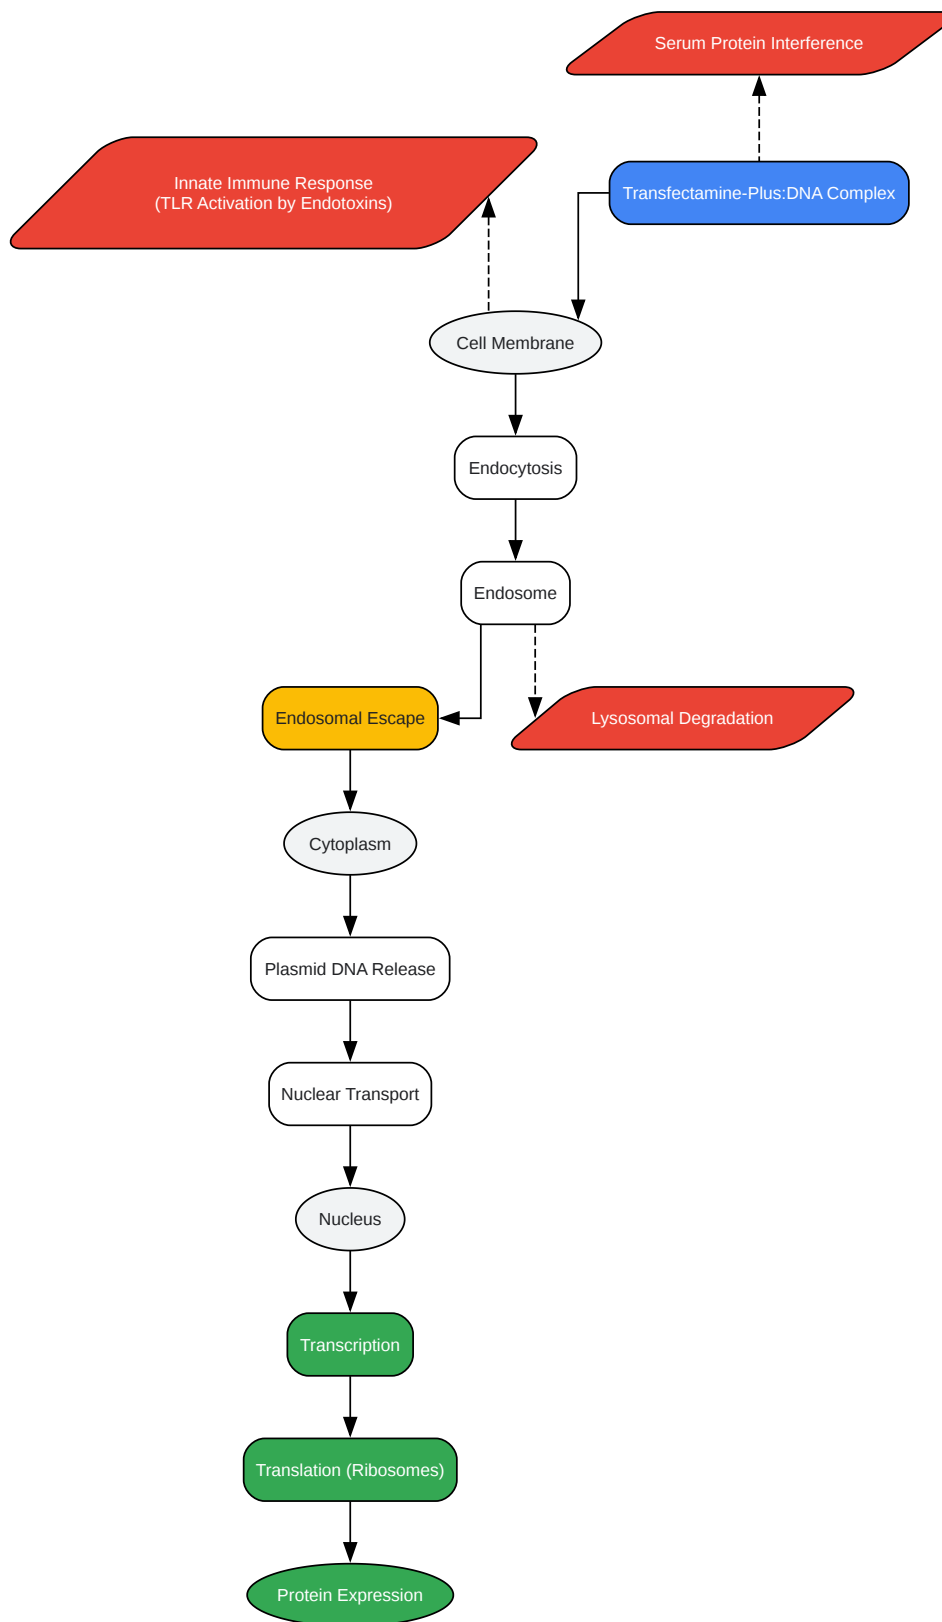 Serum Protein Interference
Innate Immune Response
(TLR Activation by Endotoxins)
Transfectamine-Plus:DNA Complex
Cell Membrane
Endocytosis
Endosome
Endosomal Escape
Lysosomal Degradation
Cytoplasm
Plasmid DNA Release
Nuclear Transport
Nucleus
Transcription
Translation (Ribosomes)
Protein Expression